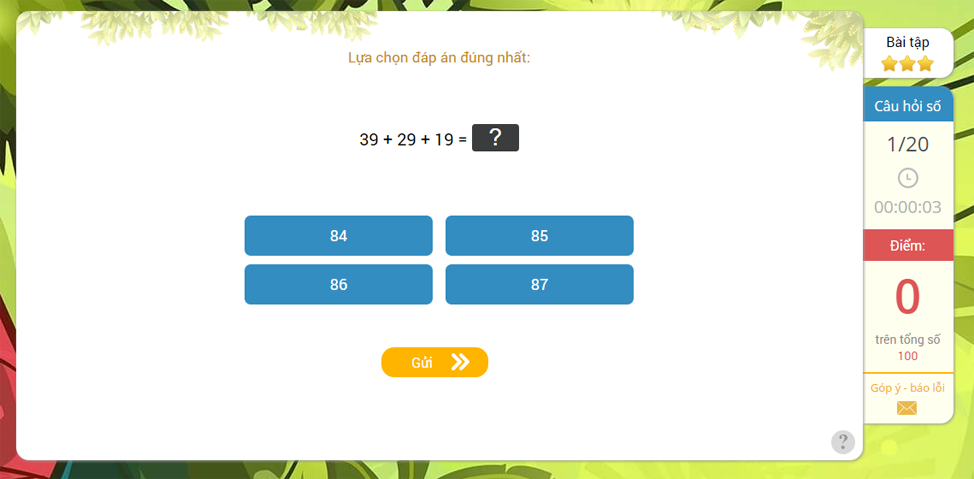 Lựa chọn đáp án đúng nhất:
39 + 29 + 19 = ?
84
85
86
87
Gửi
?
Bài tập
Câu hỏi số
1/20
00:00:03
Điểm:
0
trên tổng số
100
Góp ý - báo lỗi